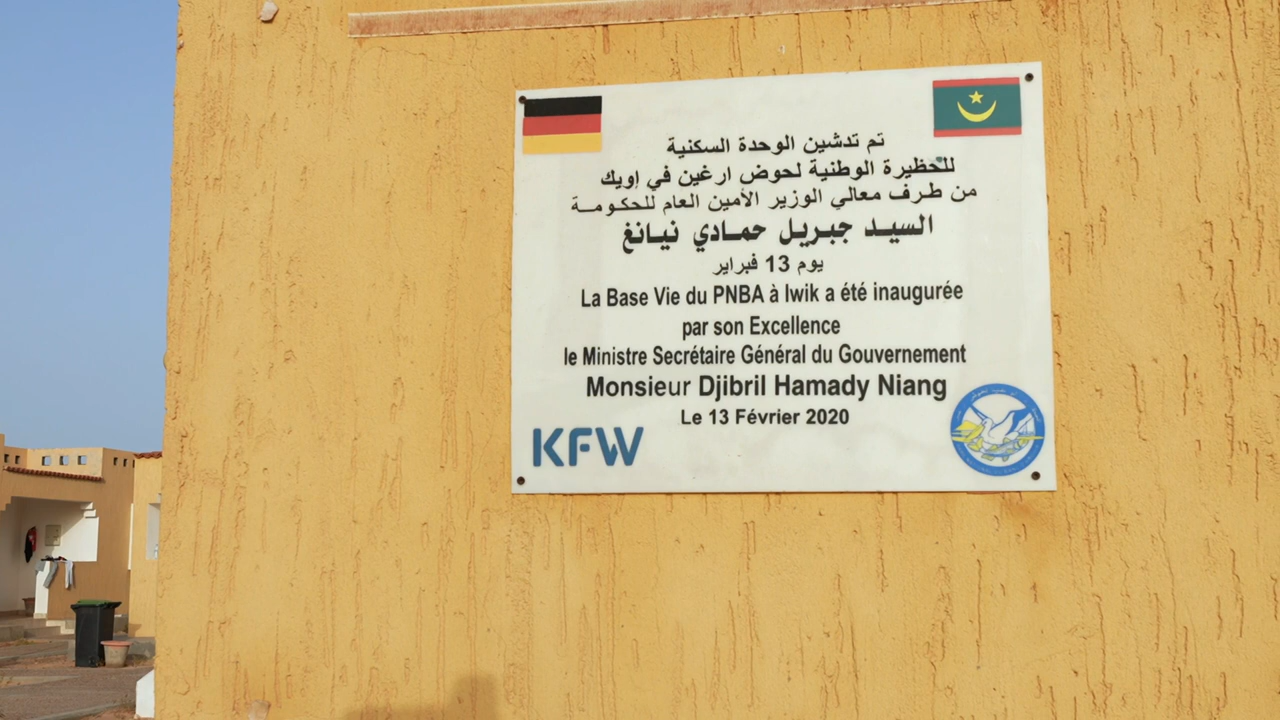 تم تدشين الوحدة السكنية
للحظيرة الوطنية لحوض ارغين في إويك
من طرف معالي الوزير الأمين العام للحكومة
السيد جبريل حمادي نيانغ
يوم 13 فبراير
La Base Vie du PNBA à Iwik a été inaugurée
par son Excellence
le Ministre Secrétaire Général du Gouvernement
Monsieur Djibril Hamady Niang
Le 13 Février 2020
KFW